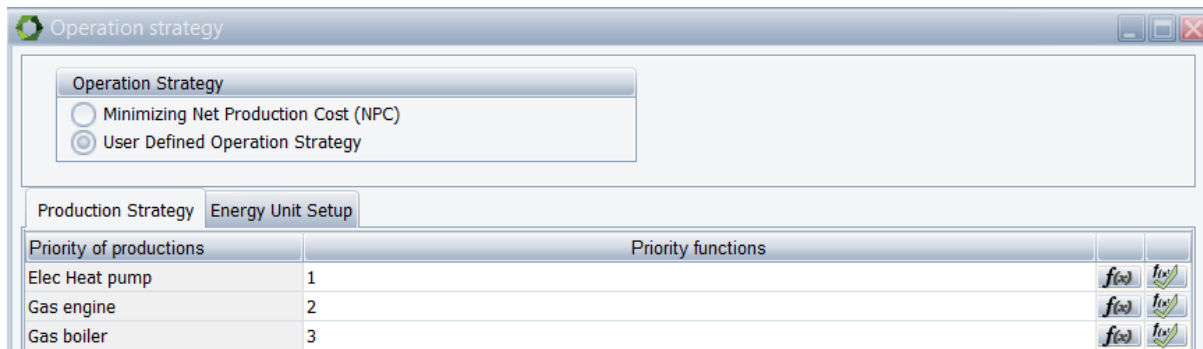 Operation strategy
Operation Strategy
Minimizing Net Production Cost (NPC)
User Defined Operation Strategy
Production Strategy Energy Unit Setup
Priority of productions Priority functions
Elec Heat pump 1 f(x) f(x)
Gas engine 2 f(x) f(x)
Gas boiler 3 f(x) f(x)